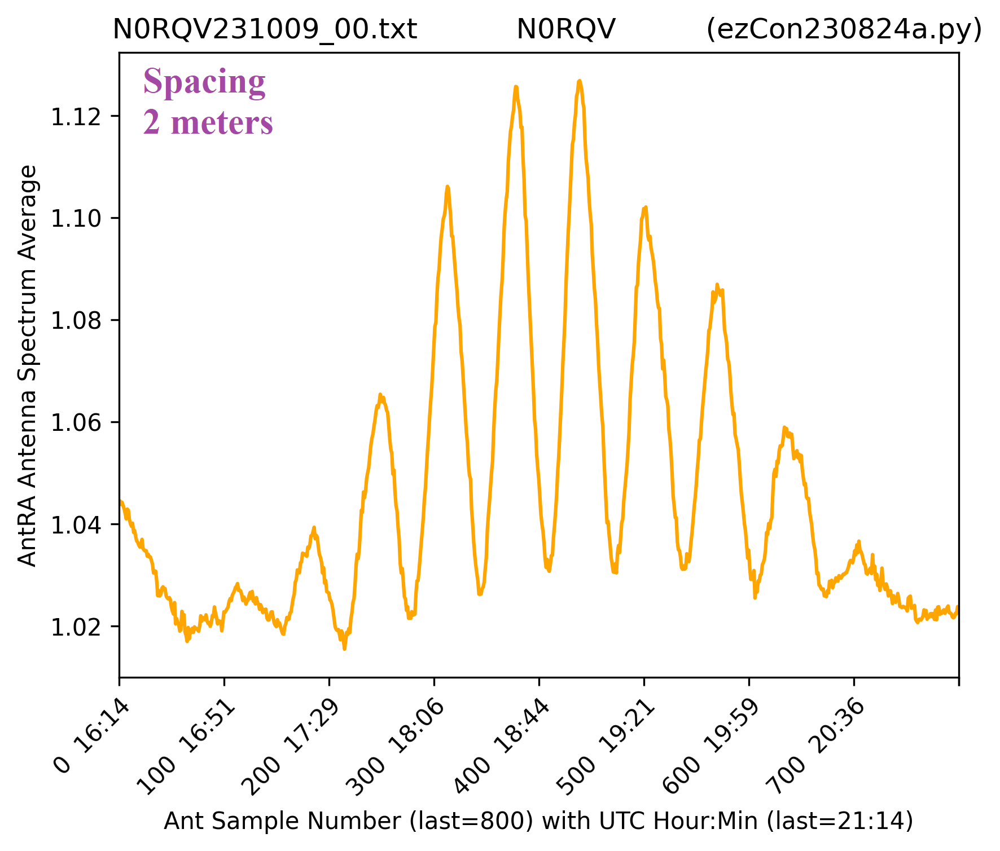 N0RQV231009_00.txt N0RQV (ezCon230824a.py)
Spacing
2 meters
AntRA Antenna Spectrum Average
1.12
1.10
1.08
1.06
1.04
1.02
0 16:14
100 16:51
200 17:29
300 18:06
400 18:44
500 19:21
600 19:59
700 20:36
Ant Sample Number (last=800) with UTC Hour:Min (last=21:14)